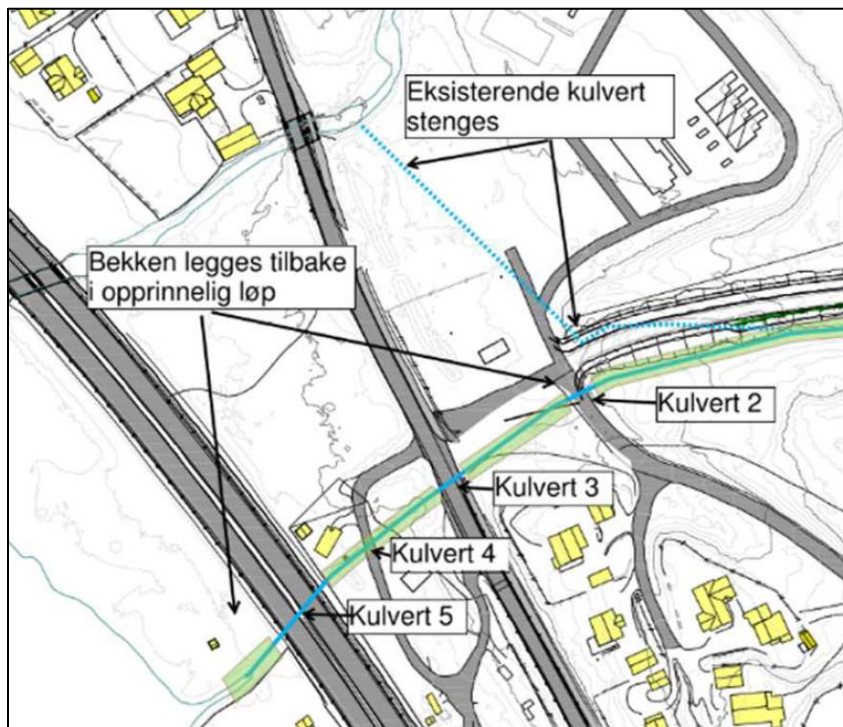 Eksisterende kulvert
stenges
Bekken legges tilbake
i opprinnelig løp
Kulvert 2
Kulvert 3
Kulvert 4
Kulvert 5